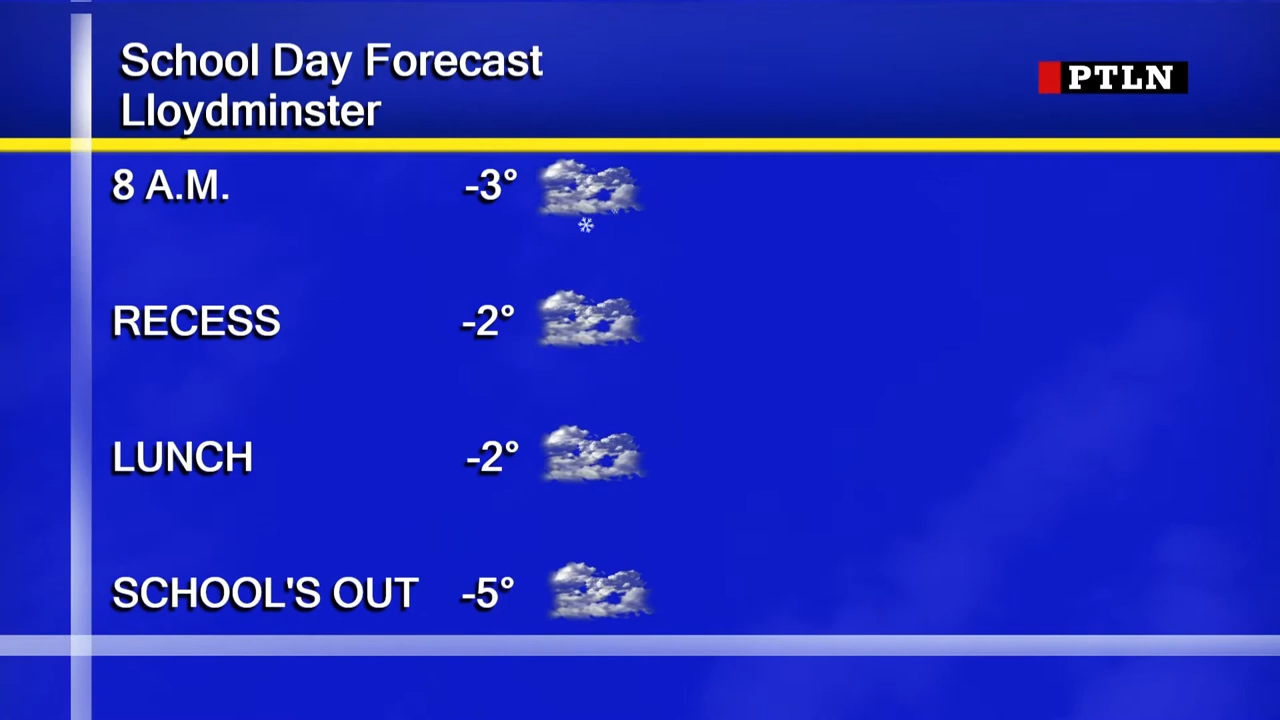 School Day Forecast
Lloydminster
PTLN
8 A.M. -3°
RECESS -2°
LUNCH -2°
SCHOOL'S OUT -5°